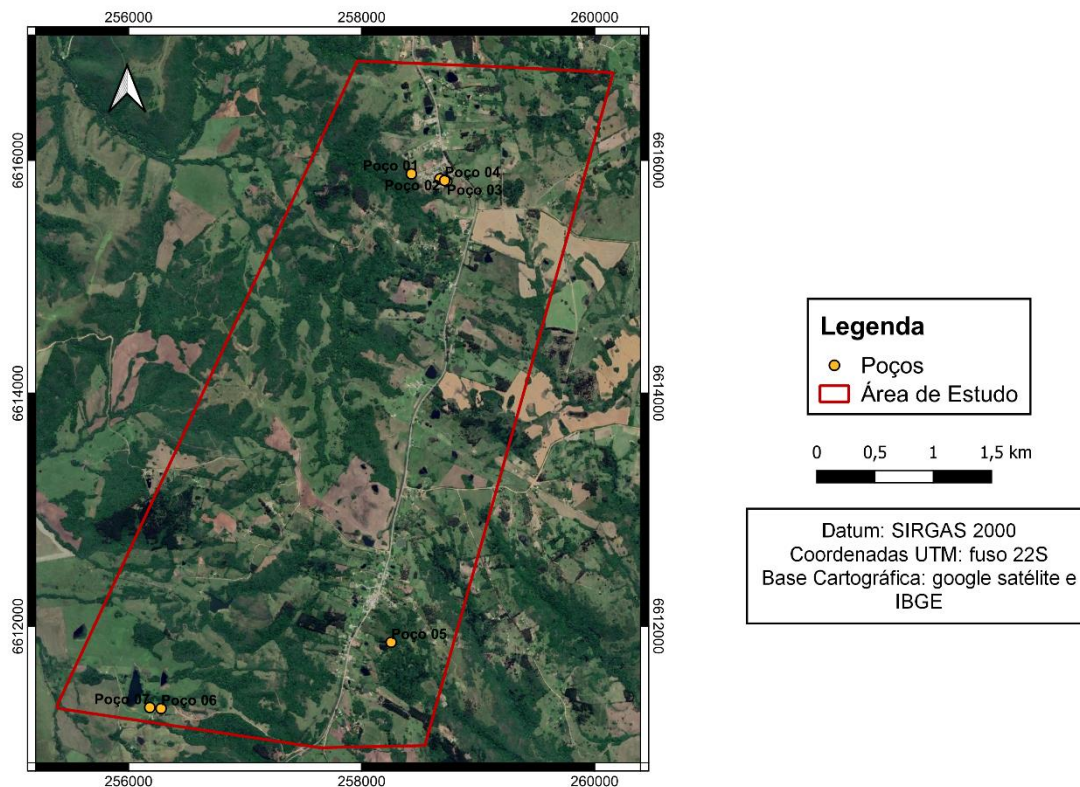 256000
258000
260000
6616000
6616000
Poço 01
Poço 04
Poço 02
Poço 03
6614000
6614000
6612000
6612000
Poço 05
Poço 07
Poço 06
256000
258000
260000
Legenda
Poços
Área de Estudo
0 0,5 1 1,5 km
Datum: SIRGAS 2000
Coordenadas UTM: fuso 22S
Base Cartográfica: google satélite e
IBGE